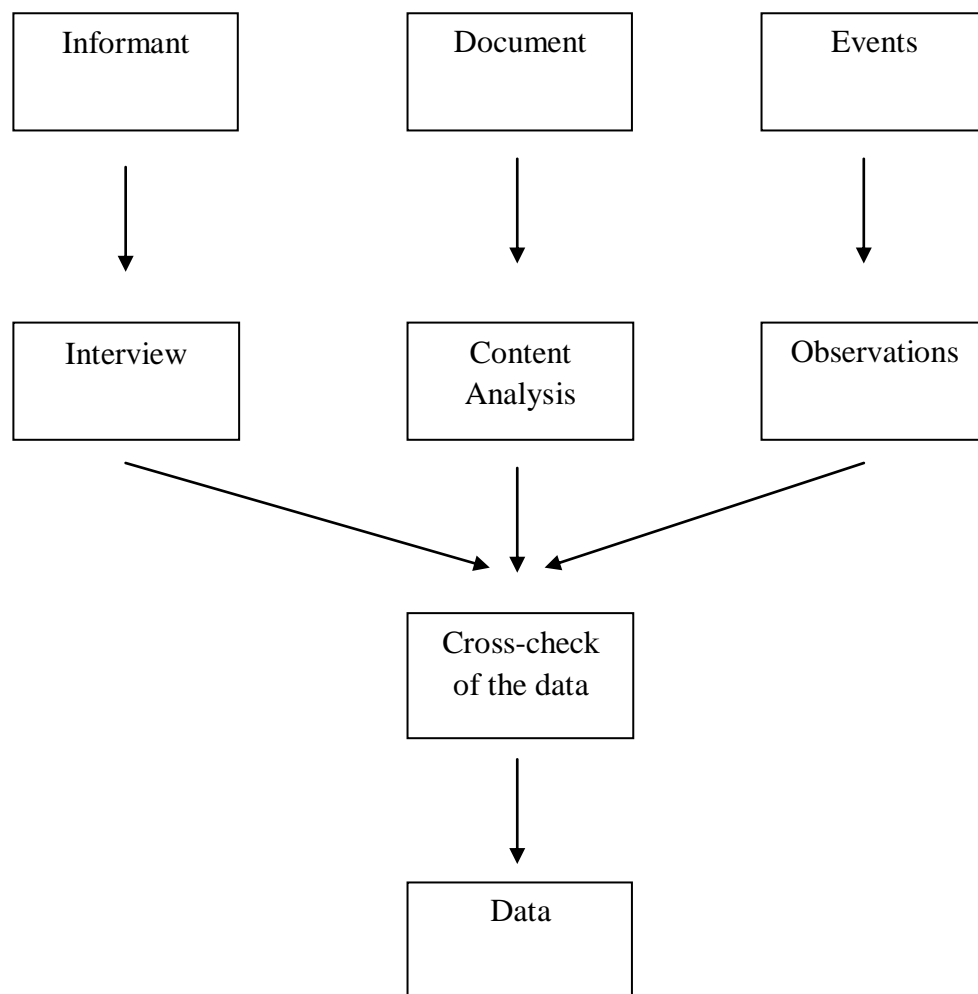 Informant
Document
Events
Interview
Content
Analysis
Observations
Cross-check
of the data
Data